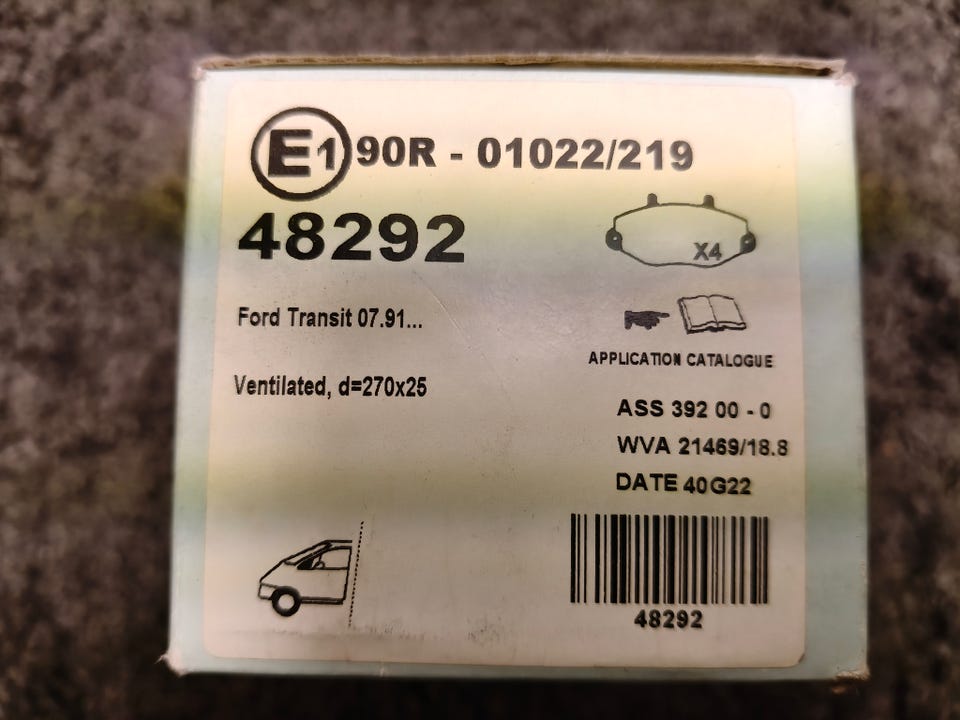 E1 90R - 01022/219
48292
X4
Ford Transit 07.91...
APPLICATION CATALOGUE
Ventilated, d=270x25
ASS 392 00 - 0
WVA 21469/18.8
DATE 40G22
48292